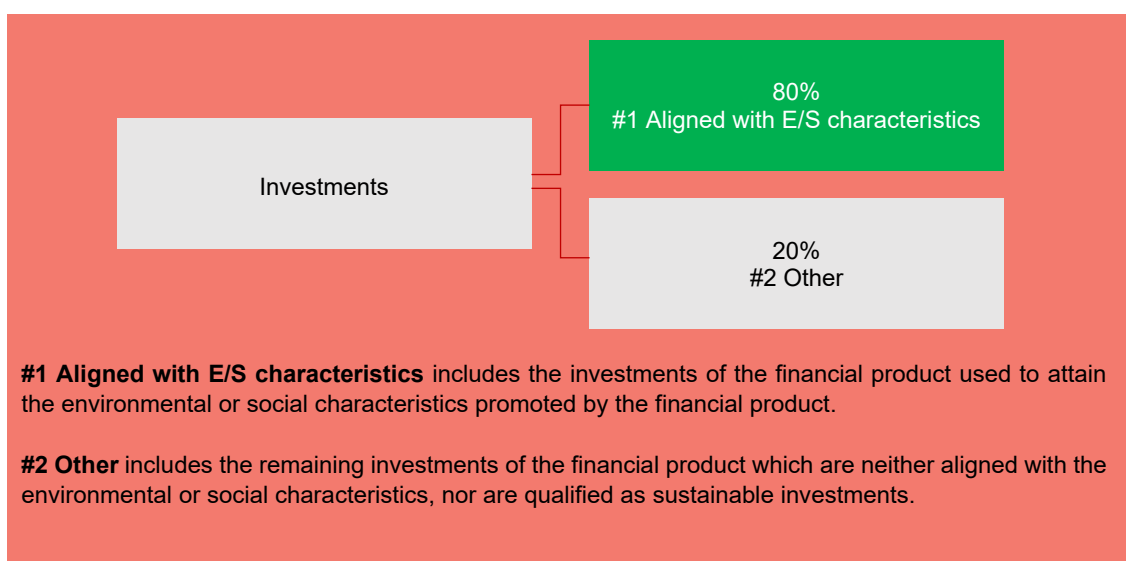 80%
#1 Aligned with E/S characteristics
Investments
20%
#2 Other
#1 Aligned with E/S characteristics includes the investments of the financial product used to attain
the environmental or social characteristics promoted by the financial product.
#2 Other includes the remaining investments of the financial product which are neither aligned with the
environmental or social characteristics, nor are qualified as sustainable investments.